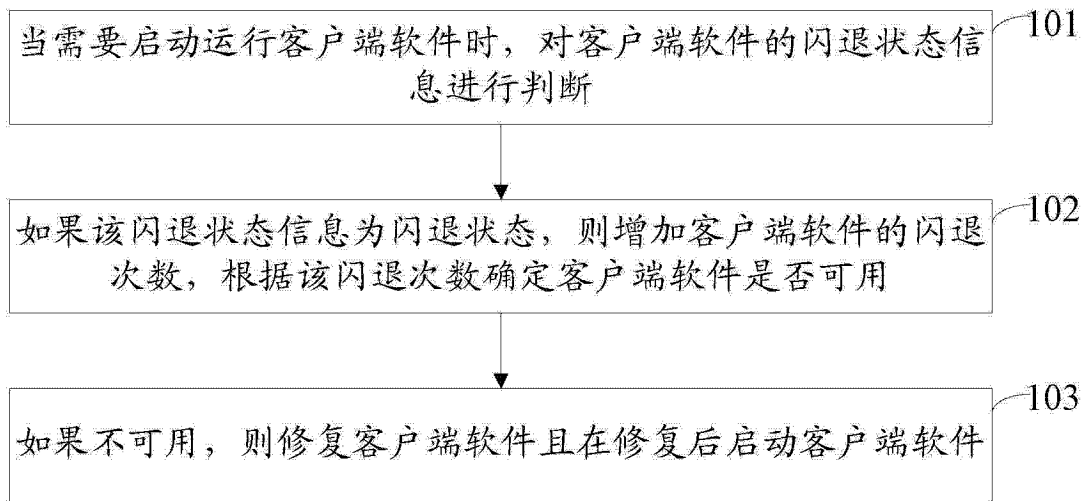 当需要启动运行客户端软件时，对客户端软件的闪退状态信
息进行判断
101
如果该闪退状态信息为闪退状态，则增加客户端软件的闪退
次数，根据该闪退次数确定客户端软件是否可用
102
如果不可用，则修复客户端软件且在修复后启动客户端软件
103